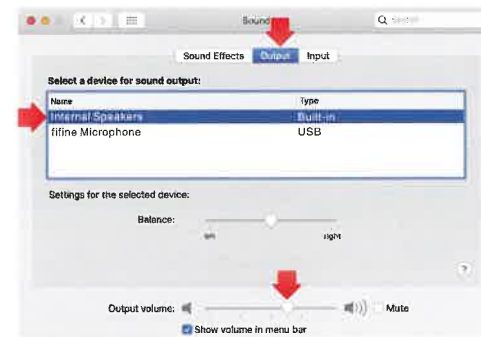 Sound
Sound Effects Output Input
Select a device for sound output:
Name Type
Internal Speakers Built-in
fifine Microphone USB
Settings for the selected device:
Balance:
?
Output volume: Mute
Show volume in menu bar